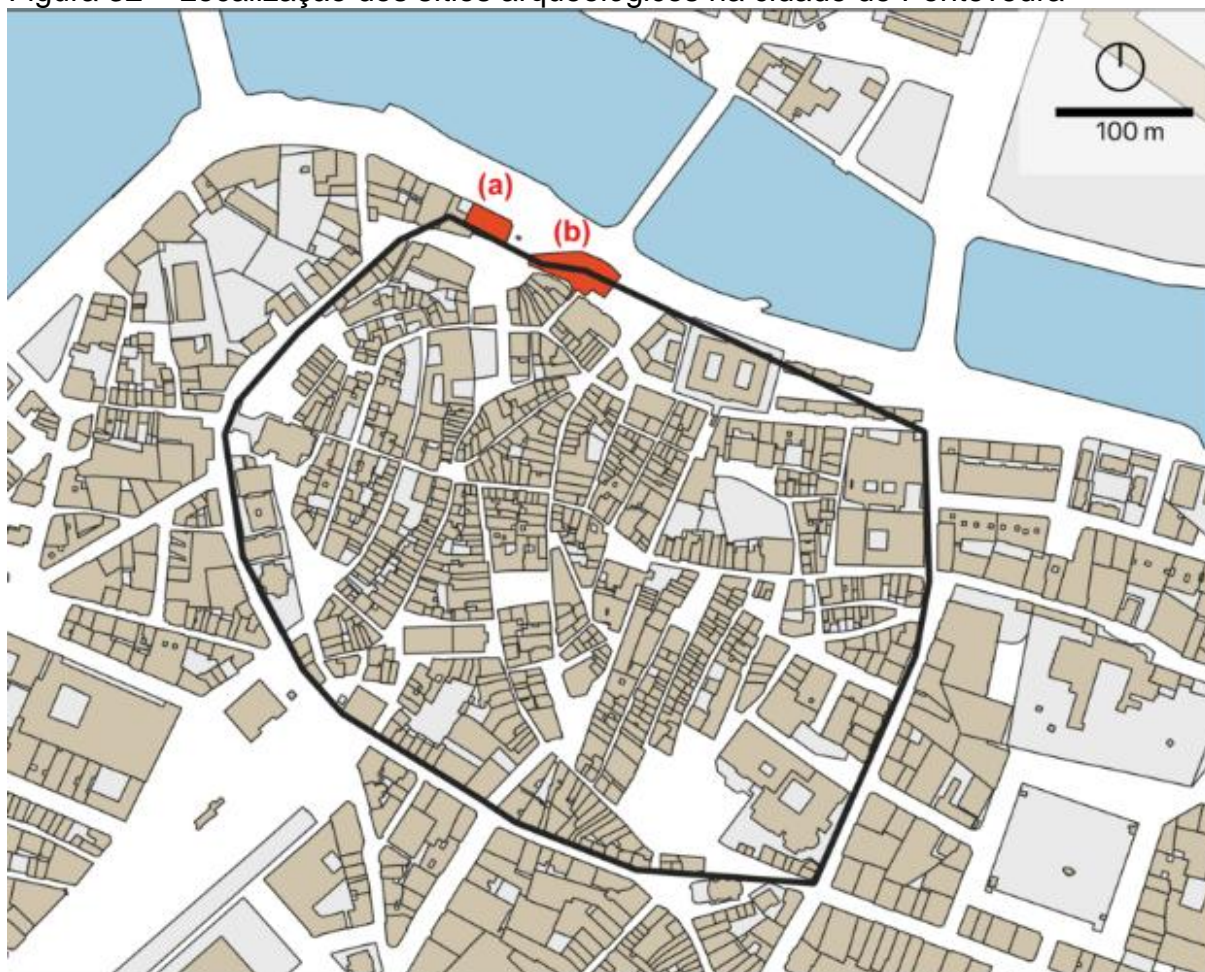 Figura 32 – Localização dos sítios arqueológicos na cidade de Pontevedra
100 m
(a)
(b)